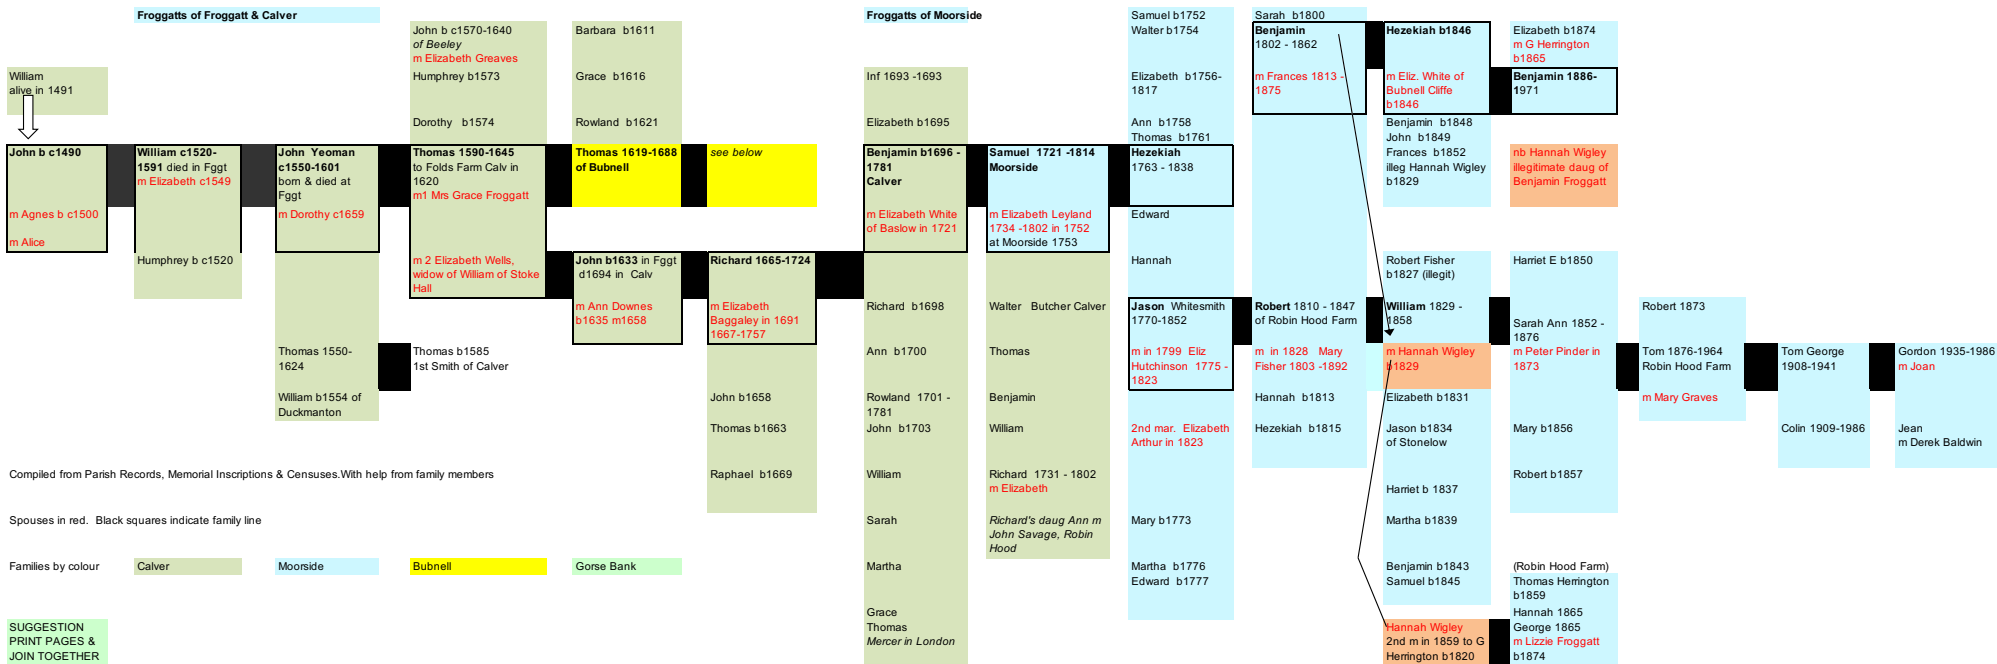 Froggatts of Froggatt & Calver
Froggatts of Moorside
William
alive in 1491
John b c1490
m Agnes b c1500
m Alice
William c1520-
1591 died in Fggt
m Elizabeth c1549
Humphrey b c1520
John Yeoman
c1550-1601
born & died at
Fggt
m Dorothy c1659
Thomas 1550-
1624
William b1554 of
Duckmanton
John b c1570-1640
of Beeley
m Elizabeth Greaves
Humphrey b1573
Dorothy b1574
Thomas 1590-1645
to Folds Farm Calv in
1620
m1 Mrs Grace Froggatt
m 2 Elizabeth Wells,
widow of William of Stoke
Hall
Thomas b1585
1st Smith of Calver
Barbara b1611
Grace b1616
Rowland b1621
Thomas 1619-1688
of Bubnell
John b1633 in Fggt
d1694 in Calv
m Ann Downes
b1635 m1658
see below
Richard 1665-1724
m Elizabeth
Baggaley in 1691
1667-1757
John b1658
Thomas b1663
Raphael b1669
Inf 1693 -1693
Elizabeth b1695
Benjamin b1696 -
1781
Calver
m Elizabeth White
of Baslow in 1721
Richard b1698
Ann b1700
Rowland 1701 -
1781
John b1703
William
Sarah
Martha
Grace
Thomas
Mercer in London
Samuel 1721 -1814
Moorside
m Elizabeth Leyland
1734 -1802 in 1752
at Moorside 1753
Walter Butcher Calver
Thomas
Benjamin
William
Richard 1731 - 1802
m Elizabeth
Richard's daug Ann m
John Savage, Robin
Hood
Samuel b1752
Walter b1754
Elizabeth b1756-
1817
Ann b1758
Thomas b1761
Hezekiah
1763 - 1838
Edward
Hannah
Jason Whitesmith
1770-1852
m in 1799 Eliz
Hutchinson 1775 -
1823
2nd mar. Elizabeth
Arthur in 1823
Mary b1773
Martha b1776
Edward b1777
Sarah b1800
Benjamin
1802 - 1862
m Frances 1813 -
1875
Robert 1810 - 1847
of Robin Hood Farm
m in 1828 Mary
Fisher 1803 -1892
Hannah b1813
Hezekiah b1815
Hezekiah b1846
m Eliz. White of
Bubnell Cliffe
b1846
Benjamin b1848
John b1849
Frances b1852
illeg Hannah Wigley
b1829
Robert Fisher
b1827 (illegit)
William 1829 -
1858
m Hannah Wigley
b1829
Elizabeth b1831
Jason b1834
of Stonelow
Harriet b 1837
Martha b1839
Benjamin b1843
Samuel b1845
Hannah Wigley
2nd m in 1859 to G
Herrington b1820
Elizabeth b1874
m G Herrington
b1865
Benjamin 1886-
1971
nb Hannah Wigley
illegitimate daug of
Benjamin Froggatt
Harriet E b1850
Sarah Ann 1852 -
1876
m Peter Pinder in
1873
Mary b1856
Robert b1857
(Robin Hood Farm)
Thomas Herrington
b1859
Hannah 1865
George 1865
m Lizzie Froggatt
b1874
Robert 1873
Tom 1876-1964
Robin Hood Farm
m Mary Graves
Tom George
1908-1941
Colin 1909-1986
Gordon 1935-1986
m Joan
Jean
m Derek Baldwin
Compiled from Parish Records, Memorial Inscriptions & Censuses.With help from family members
Spouses in red. Black squares indicate family line
Families by colour
Calver
Moorside
Bubnell
Gorse Bank
SUGGESTION
PRINT PAGES &
JOIN TOGETHER